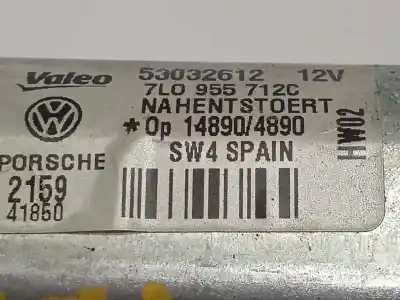 Valeo 53032612 12V
7L0 955 712C
NAHENTSTOERT
*Op 14890/4890
PORSCHE SW4 SPAIN
2159
41850
HW02